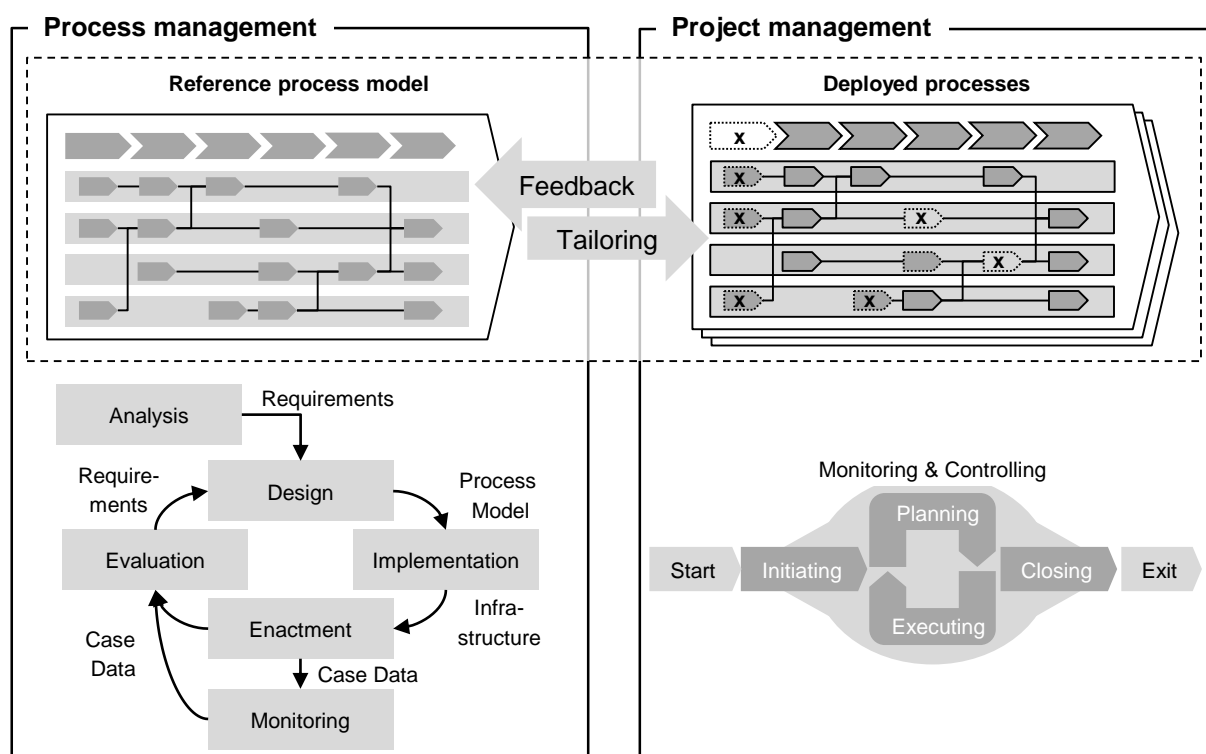 Process management
Project management
Reference process model
Deployed processes
x
x
x
x
x
x
x
Feedback
Tailoring
Analysis
Requirements
Require-
ments
Design
Process
Model
Evaluation
Implementation
Enactment
Infra-
structure
Case
Data
Case Data
Monitoring
Monitoring & Controlling
Planning
Start
Initiating
Closing
Exit
Executing